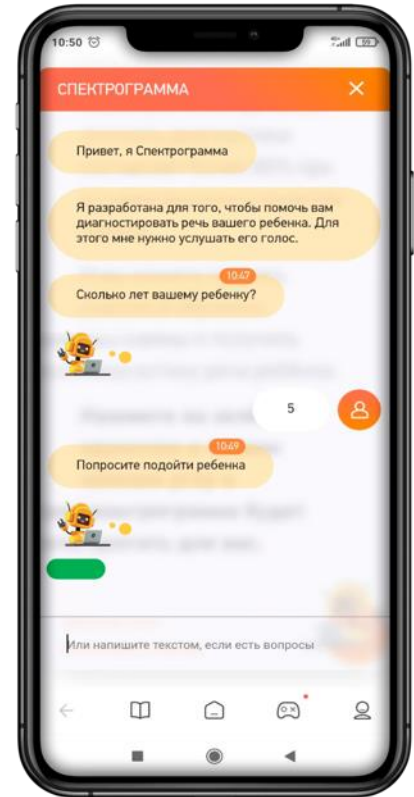 10:50
59
СПЕКТРОГРАММА
Привет, я Спектрограмма
Я разработана для того, чтобы помочь вам
диагностировать речь вашего ребенка. Для
этого мне нужно услушать его голос.
10:47
Сколько лет вашему ребенку?
5
10:49
Попросите подойти ребенка
Или напишите текстом, если есть вопросы